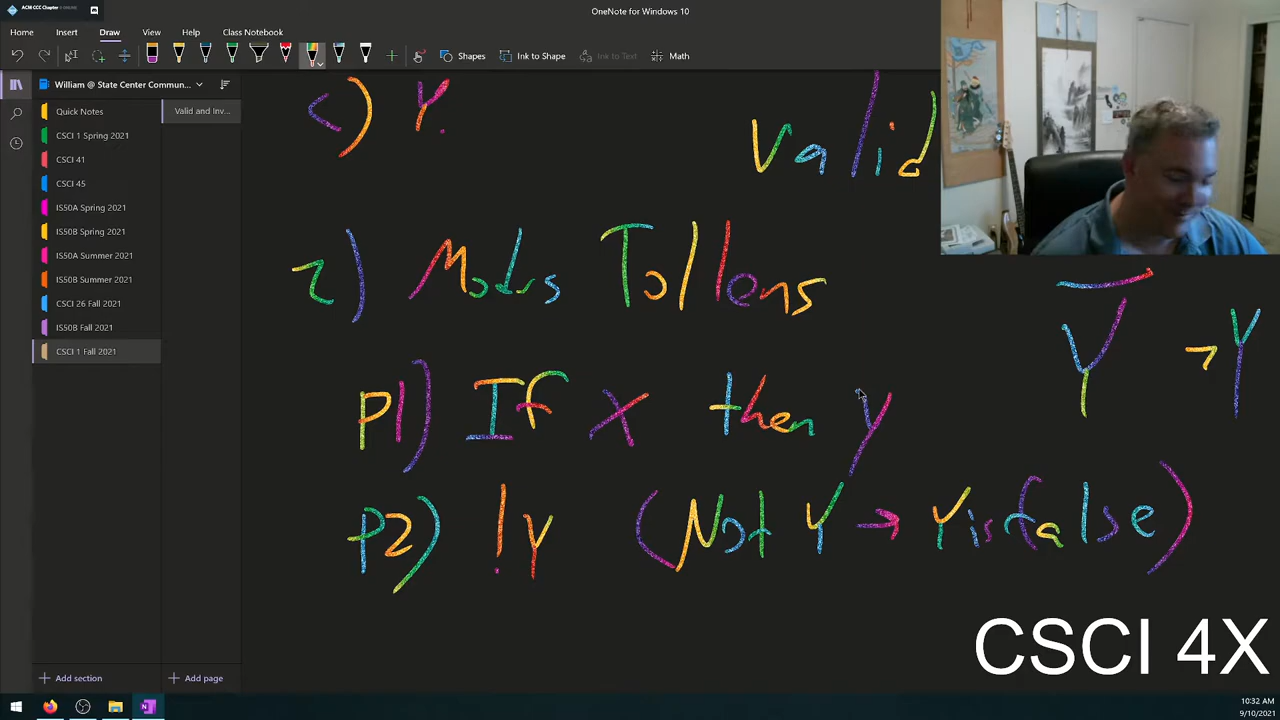 ACM CCC Chapter
OneNote for Windows 10
Home Insert Draw View Help Class Notebook
Shapes Ink to Shape Ink to Text Math
William @ State Center Commun...
Quick Notes
CSCI 1 Spring 2021
CSCI 41
CSCI 45
IS50A Spring 2021
IS50B Spring 2021
IS50A Summer 2021
IS50B Summer 2021
CSCI 26 Fall 2021
IS50B Fall 2021
CSCI 1 Fall 2021
Valid and Inv...
C) Y.
Valid
2) Modus Tollens
Y ¬Y
P1) If X then Y
P2) !Y (Not Y → Y is false)
CSCI 4X
Add section
Add page
10:32 AM
9/10/2021